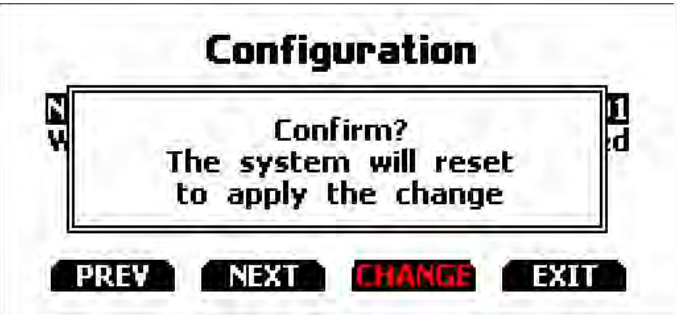 Configuration
Confirm?
The system will reset
to apply the change
PREV NEXT CHANGE EXIT